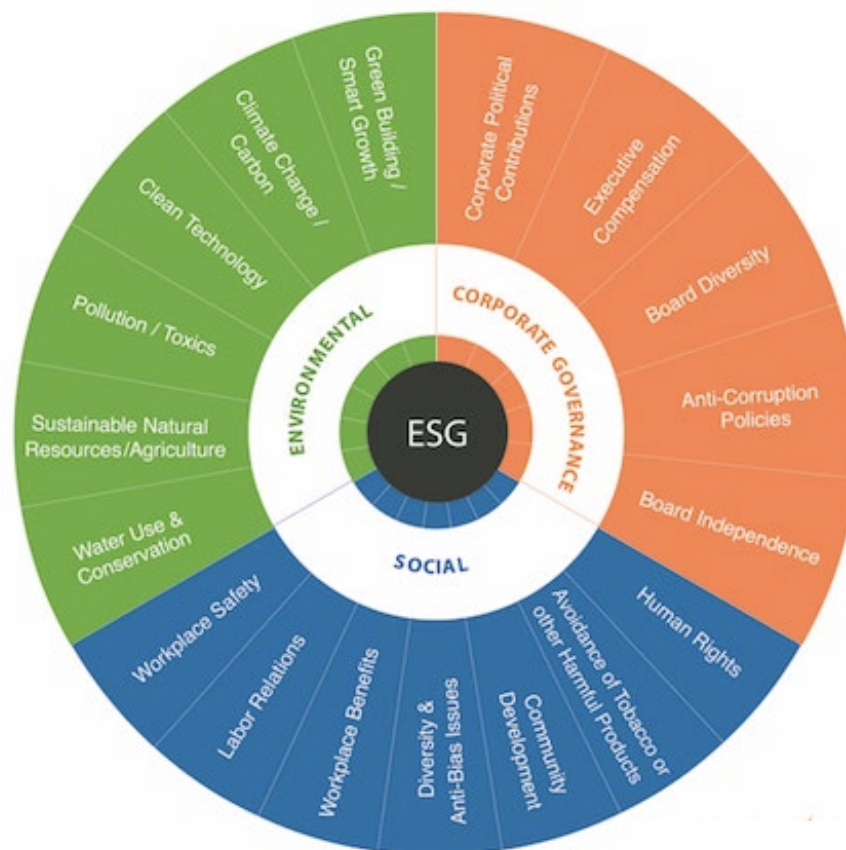 Green Building /
Smart Growth
Climate Change /
Carbon
Clean Technology
Pollution / Toxics
Sustainable Natural
Resources/Agriculture
Water Use &
Conservation
ENVIRONMENTAL
Corporate Political
Contributions
Executive
Compensation
Board Diversity
Anti-Corruption
Policies
Board Independence
CORPORATE GOVERNANCE
ESG
SOCIAL
Workplace Safety
Labor Relations
Workplace Benefits
Diversity &
Anti-Bias Issues
Community
Development
Avoidance of Tobacco or
other Harmful Products
Human Rights